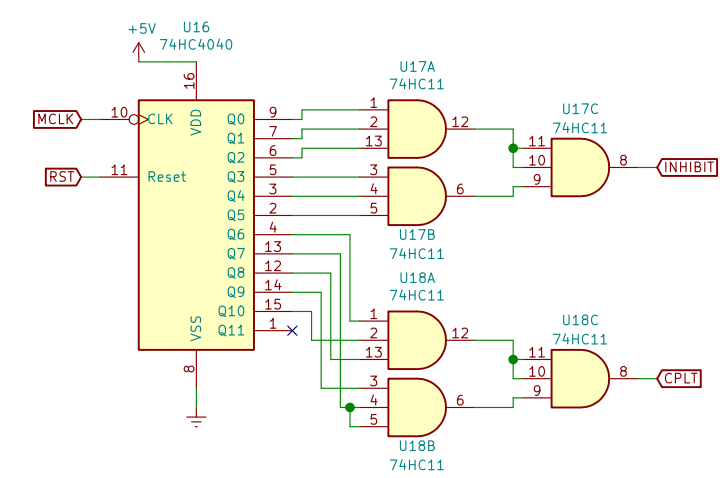 +5V
U16
74HC4040
16
VDD
MCLK
10
CLK
RST
11
Reset
Q0
9
Q1
7
Q2
6
Q3
5
Q4
3
Q5
2
Q6
4
Q7
13
Q8
12
Q9
14
Q10
15
Q11
1
VSS
8
U17A
74HC11
1
2
13
12
3
4
5
6
U17B
74HC11
U17C
74HC11
11
10
9
8
INHIBIT
U18A
74HC11
1
2
13
12
3
4
5
6
U18B
74HC11
U18C
74HC11
11
10
9
8
CPLT